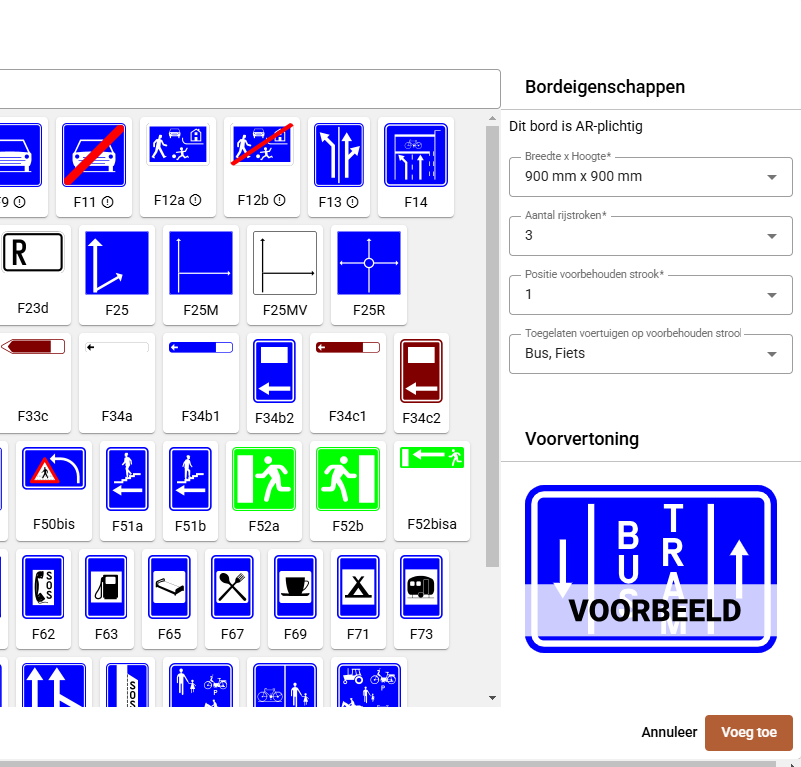 Bordeigenschappen
Dit bord is AR-plichtig
Breedte x Hoogte*
900 mm x 900 mm
Aantal rijstroken*
3
Positie voorbehouden strook*
1
Toegelaten voertuigen op voorbehouden strook
Bus, Fiets
Voorvertoning
BUS
TRAM
VOORBEELD
F9 F11 F12a F12b F13 F14
R
F23d F25 F25M F25MV F25R
F33c F34a F34b1 F34b2 F34c1 F34c2
F50bis F51a F51b F52a F52b F52bisa
SOS
F62 F63 F65 F67 F69 F71 F73
SOS
P
Annuleer Voeg toe